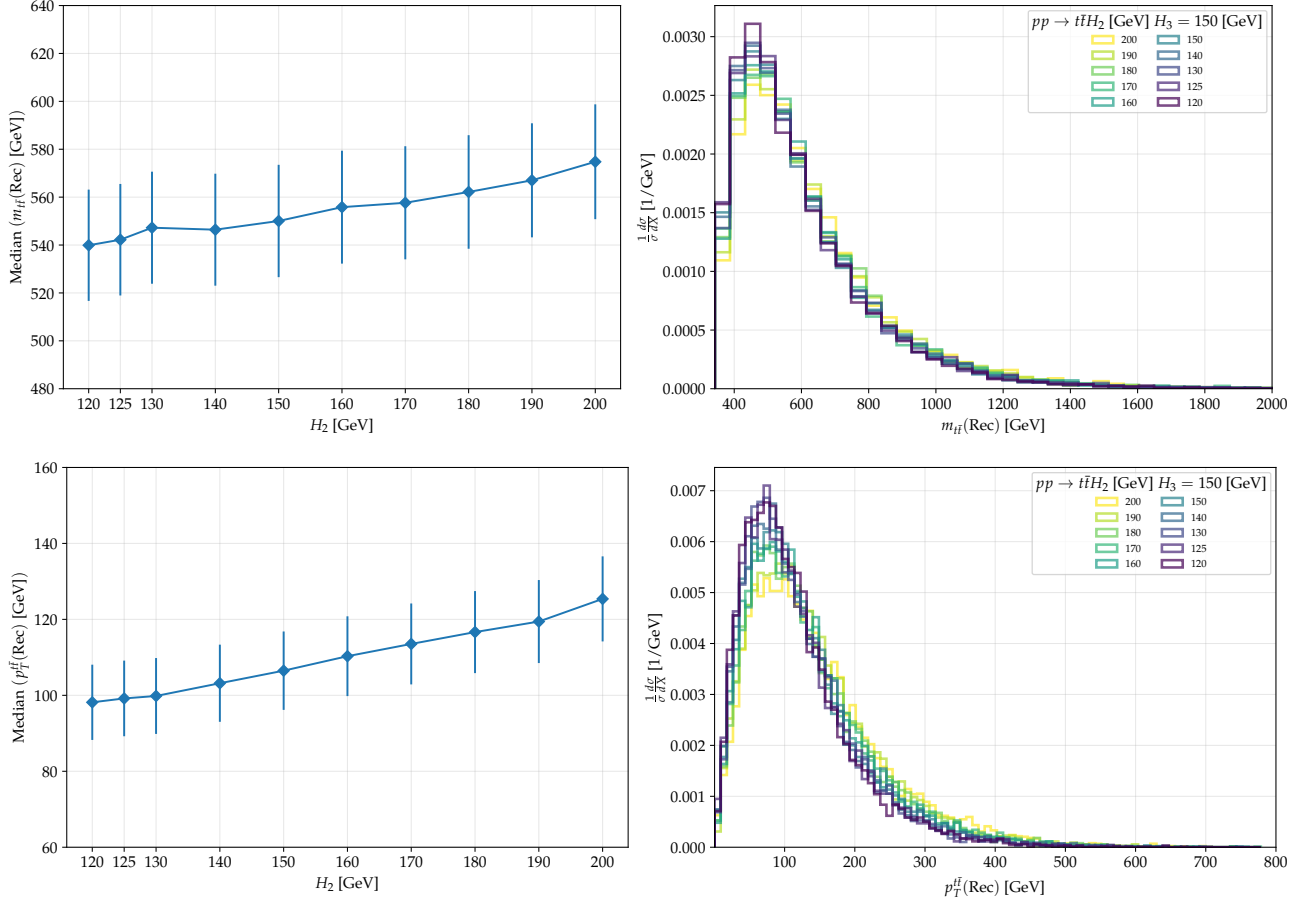 640
620
600
580
560
540
520
500
480
Median (m_{tt̄}(Rec) [GeV])
120 125 130 140 150 160 170 180 190 200
H₂ [GeV]
0.0030
0.0025
0.0020
0.0015
0.0010
0.0005
0.0000
1/σ dσ/dX [1/GeV]
pp → tt̄H₂ [GeV] H₃ = 150 [GeV]
200 150
190 140
180 130
170 125
160 120
400 600 800 1000 1200 1400 1600 1800 2000
m_{tt̄}(Rec) [GeV]
160
140
120
100
80
60
Median (p_T^{tt̄}(Rec) [GeV])
120 125 130 140 150 160 170 180 190 200
H₂ [GeV]
0.007
0.006
0.005
0.004
0.003
0.002
0.001
0.000
1/σ dσ/dX [1/GeV]
pp → tt̄H₂ [GeV] H₃ = 150 [GeV]
200 150
190 140
180 130
170 125
160 120
100 200 300 400 500 600 700 800
p_T^{tt̄}(Rec) [GeV]